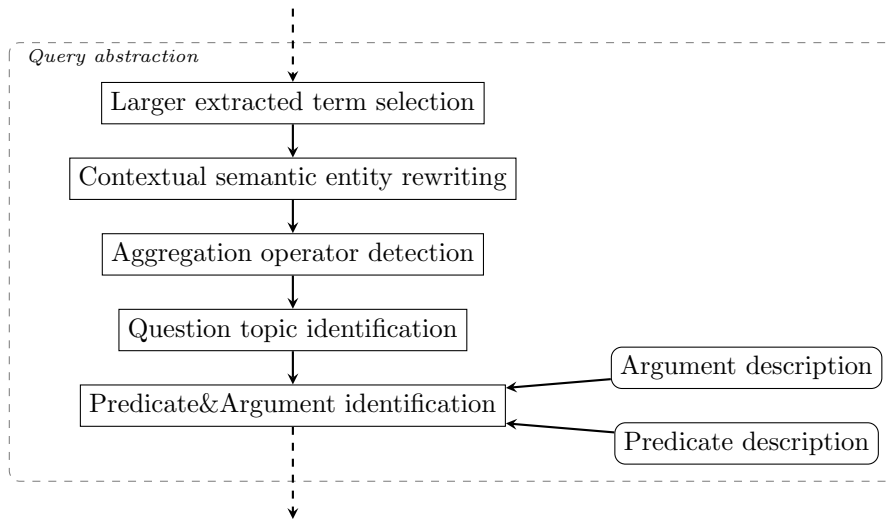 Query abstraction
Larger extracted term selection
Contextual semantic entity rewriting
Aggregation operator detection
Question topic identification
Argument description
Predicate&Argument identification
Predicate description